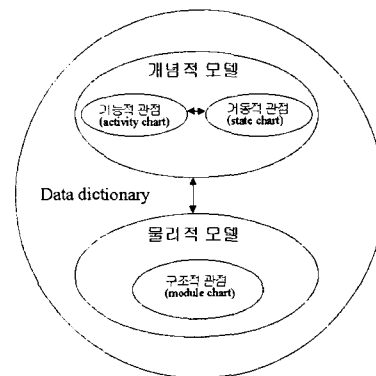 개념적 모델
기능적 관점
(activity chart)
거동적 관점
(state chart)
Data dictionary
물리적 모델
구조적 관점
(module chart)